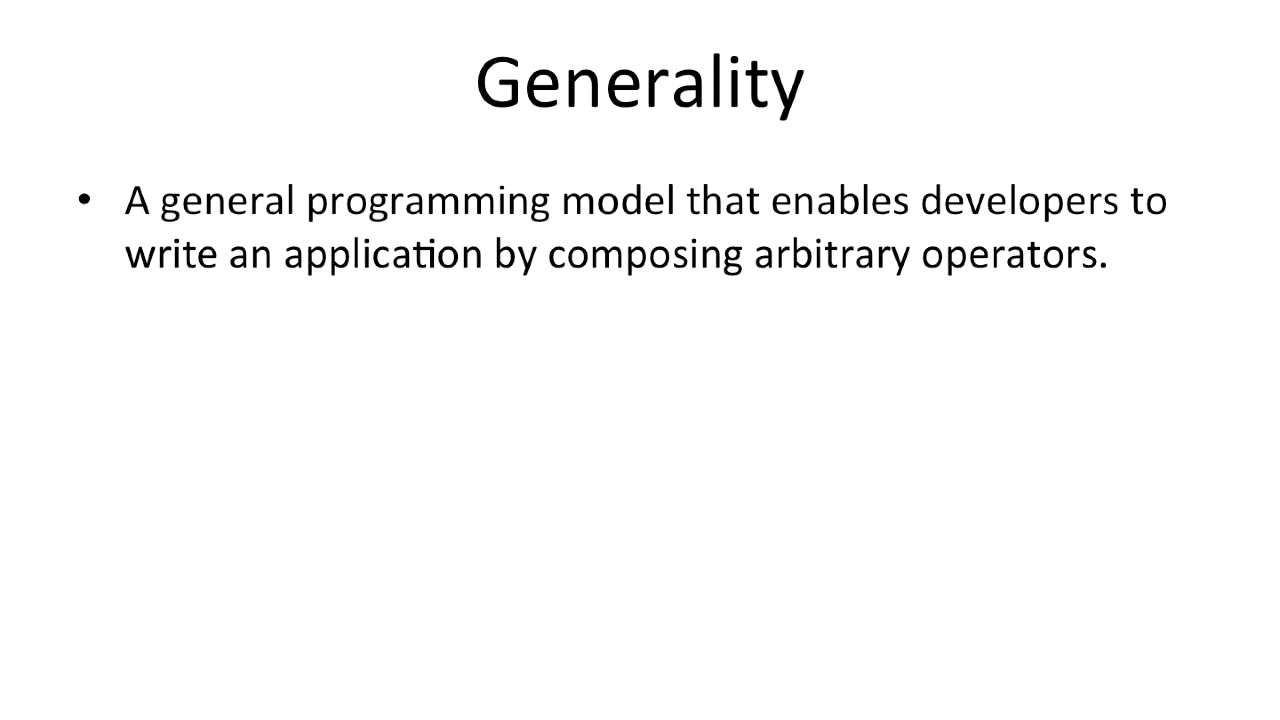 Generality
• A general programming model that enables developers to
write an application by composing arbitrary operators.